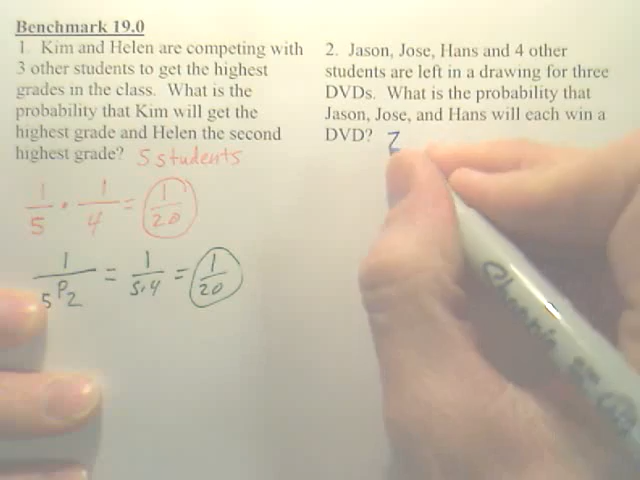 Benchmark 19.0
1. Kim and Helen are competing with
3 other students to get the highest
grades in the class. What is the
probability that Kim will get the
highest grade and Helen the second
highest grade? 5 students
1/5 · 1/4 = 1/20
1/5P2 = 1/5·4 = 1/20
2. Jason, Jose, Hans and 4 other
students are left in a drawing for three
DVDs. What is the probability that
Jason, Jose, and Hans will each win a
DVD?